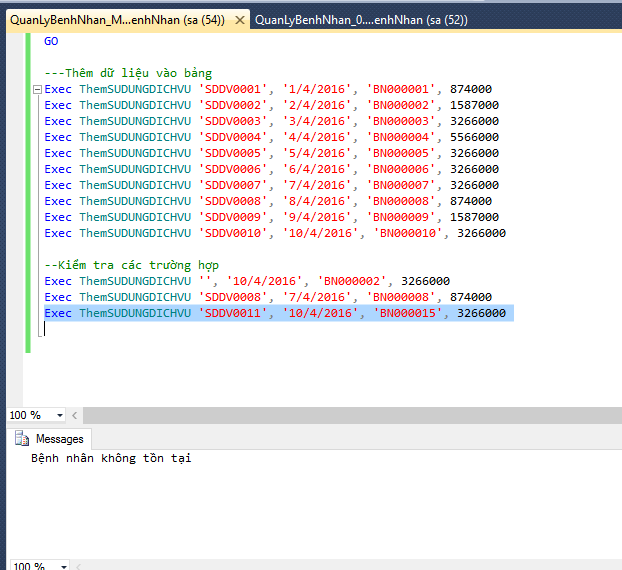 QuanLyBenhNhan_M...enhNhan (sa (54)) × QuanLyBenhNhan_0....enhNhan (sa (52))
GO
---Thêm dữ liệu vào bảng
Exec ThemSUDUNGDICHVU 'SDDV0001', '1/4/2016', 'BN000001', 874000
Exec ThemSUDUNGDICHVU 'SDDV0002', '2/4/2016', 'BN000002', 1587000
Exec ThemSUDUNGDICHVU 'SDDV0003', '3/4/2016', 'BN000003', 3266000
Exec ThemSUDUNGDICHVU 'SDDV0004', '4/4/2016', 'BN000004', 5566000
Exec ThemSUDUNGDICHVU 'SDDV0005', '5/4/2016', 'BN000005', 3266000
Exec ThemSUDUNGDICHVU 'SDDV0006', '6/4/2016', 'BN000006', 3266000
Exec ThemSUDUNGDICHVU 'SDDV0007', '7/4/2016', 'BN000007', 3266000
Exec ThemSUDUNGDICHVU 'SDDV0008', '8/4/2016', 'BN000008', 874000
Exec ThemSUDUNGDICHVU 'SDDV0009', '9/4/2016', 'BN000009', 1587000
Exec ThemSUDUNGDICHVU 'SDDV0010', '10/4/2016', 'BN000010', 3266000
--Kiểm tra các trường hợp
Exec ThemSUDUNGDICHVU '', '10/4/2016', 'BN000002', 3266000
Exec ThemSUDUNGDICHVU 'SDDV0008', '7/4/2016', 'BN000008', 874000
Exec ThemSUDUNGDICHVU 'SDDV0011', '10/4/2016', 'BN000015', 3266000
100 %
Messages
Bệnh nhân không tồn tại
100 %